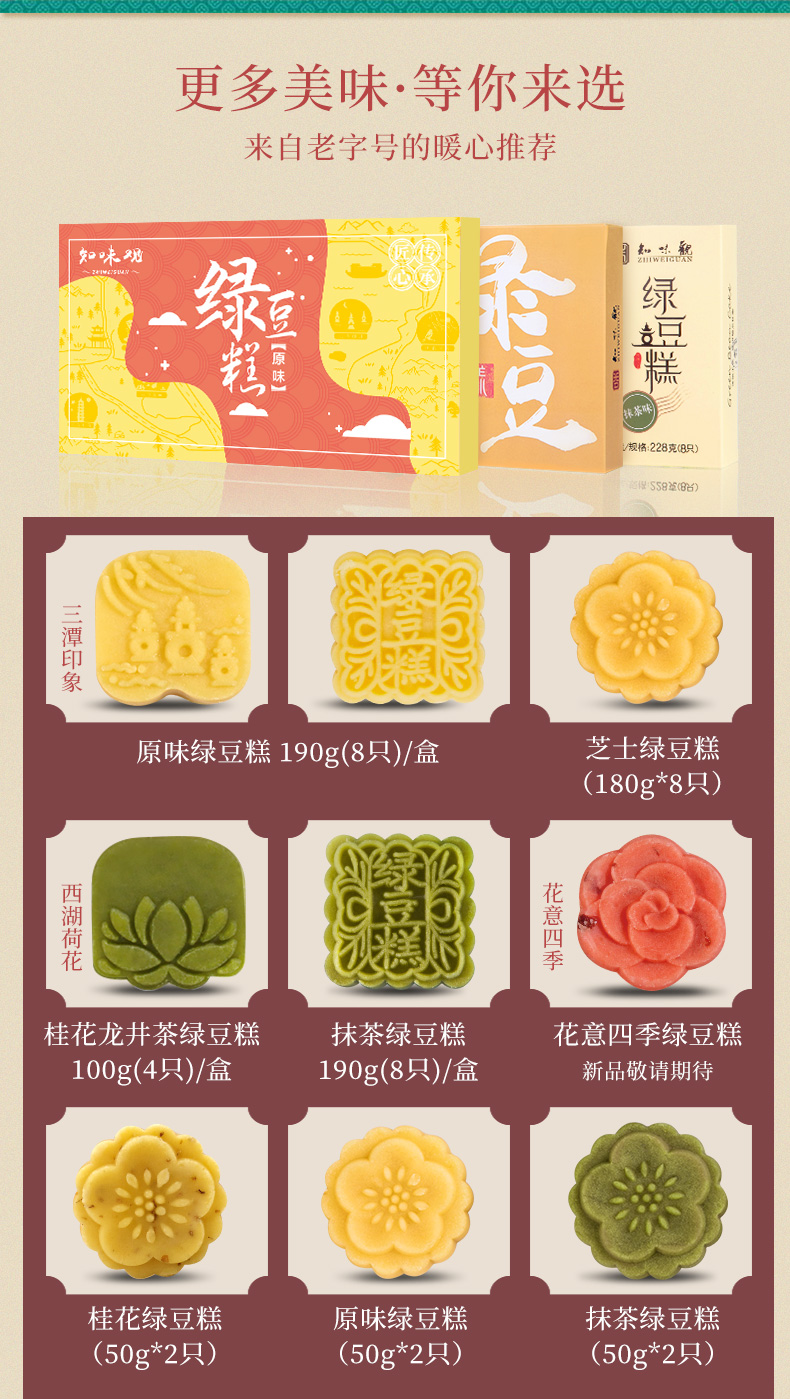 更多美味·等你来选
来自老字号的暖心推荐
知味观
ZHIWEIGUAN
绿豆糕
【原味】
匠心
传承
绿豆
知味觀
ZHIWEIGUAN
绿豆糕
抹茶味
/规格:228克(8只)
三潭印象
绿豆糕
原味绿豆糕 190g(8只)/盒
芝士绿豆糕
（180g*8只）
西湖荷花
绿豆糕
花意四季
桂花龙井茶绿豆糕
100g(4只)/盒
抹茶绿豆糕
190g(8只)/盒
花意四季绿豆糕
新品敬请期待
桂花绿豆糕
（50g*2只）
原味绿豆糕
（50g*2只）
抹茶绿豆糕
（50g*2只）